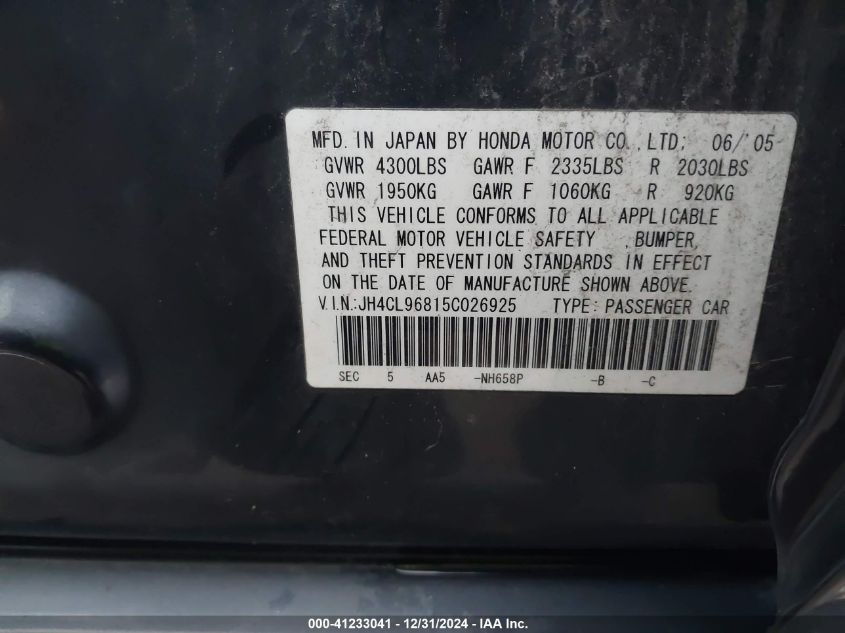 MFD. IN JAPAN BY HONDA MOTOR CO.,LTD; 06/'05
GVWR 4300LBS GAWR F 2335LBS R 2030LBS
GVWR 1950KG GAWR F 1060KG R 920KG
THIS VEHICLE CONFORMS TO ALL APPLICABLE
FEDERAL MOTOR VEHICLE SAFETY ,BUMPER,
AND THEFT PREVENTION STANDARDS IN EFFECT
ON THE DATE OF MANUFACTURE SHOWN ABOVE.
V.I.N.:JH4CL96815C026925 TYPE: PASSENGER CAR
SEC 5 AA5 -NH658P -B -C
000-41233041 - 12/31/2024 - IAA Inc.